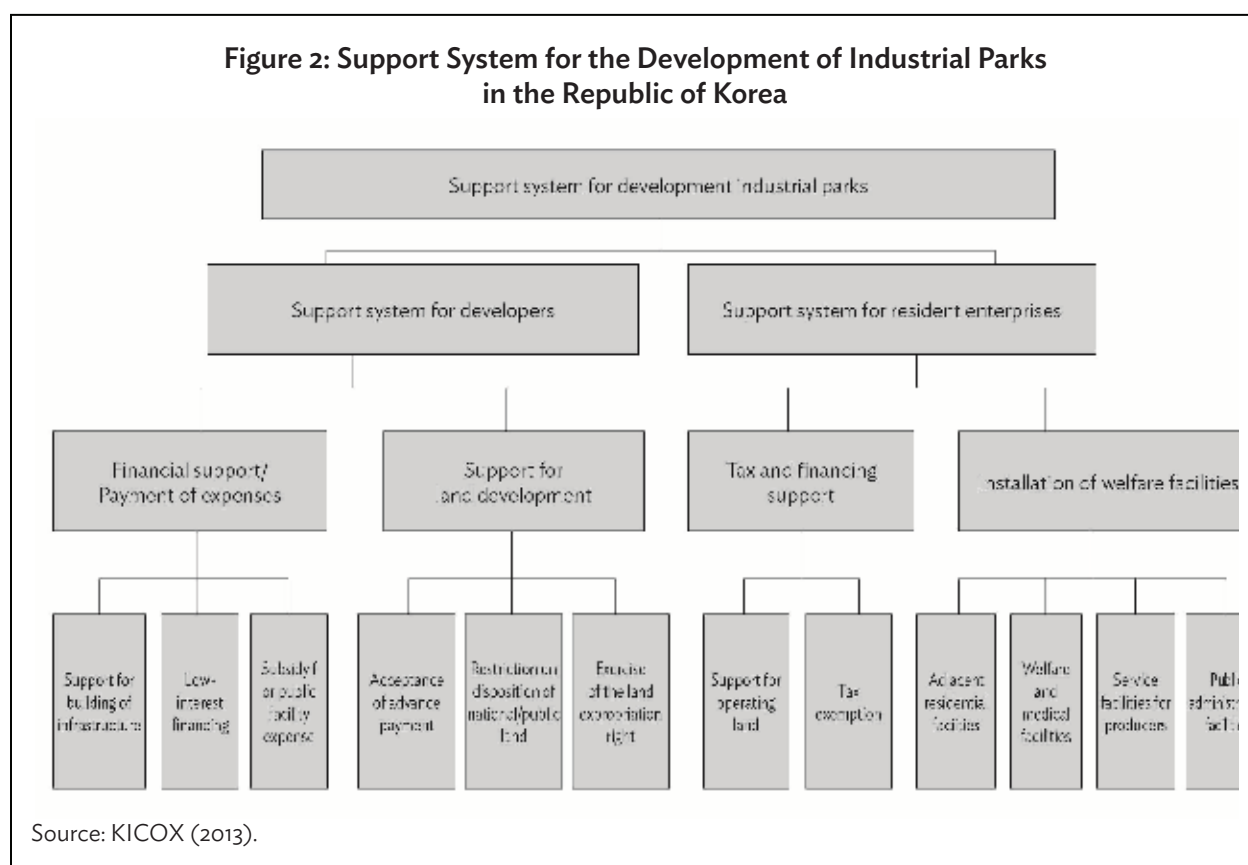 Figure 2: Support System for the Development of Industrial Parks
in the Republic of Korea
Support system for development industrial parks
Support system for developers
Support system for resident enterprises
Financial support/
Payment of expenses
Support for
land development
Tax and financing
support
Installation of welfare facilities
Support for
building of
infrastructure
Low-
interest
financing
Subsidy f
or public
facility
expense
Acceptance
of advance
payment
Restriction on
disposition of
national/public
land
Exercise
of the land
expropriation
right
Support for
operating
land
Tax
exemption
Adjacent
residential
facilities
Welfare
and
medical
facilities
Service
facilities for
producers
Source: KICOX (2013).